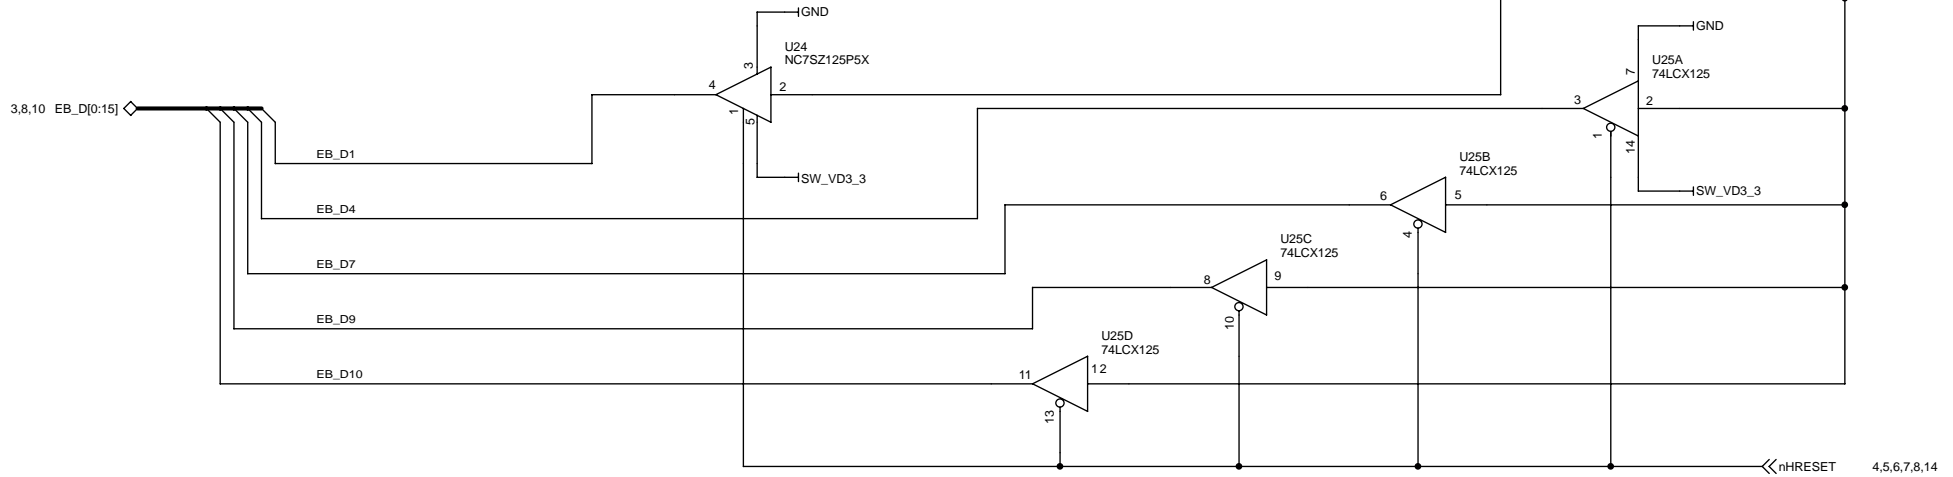 GND
U24
NC7SZ125P5X
3
4
2
1
5
SW_VD3_3
GND
U25A
74LCX125
7
3
2
1
14
SW_VD3_3
3,8,10 EB_D[0:15]
EB_D1
U25B
74LCX125
6
5
4
EB_D4
U25C
74LCX125
8
9
10
EB_D7
EB_D9
U25D
74LCX125
11
12
13
EB_D10
nHRESET 4,5,6,7,8,14